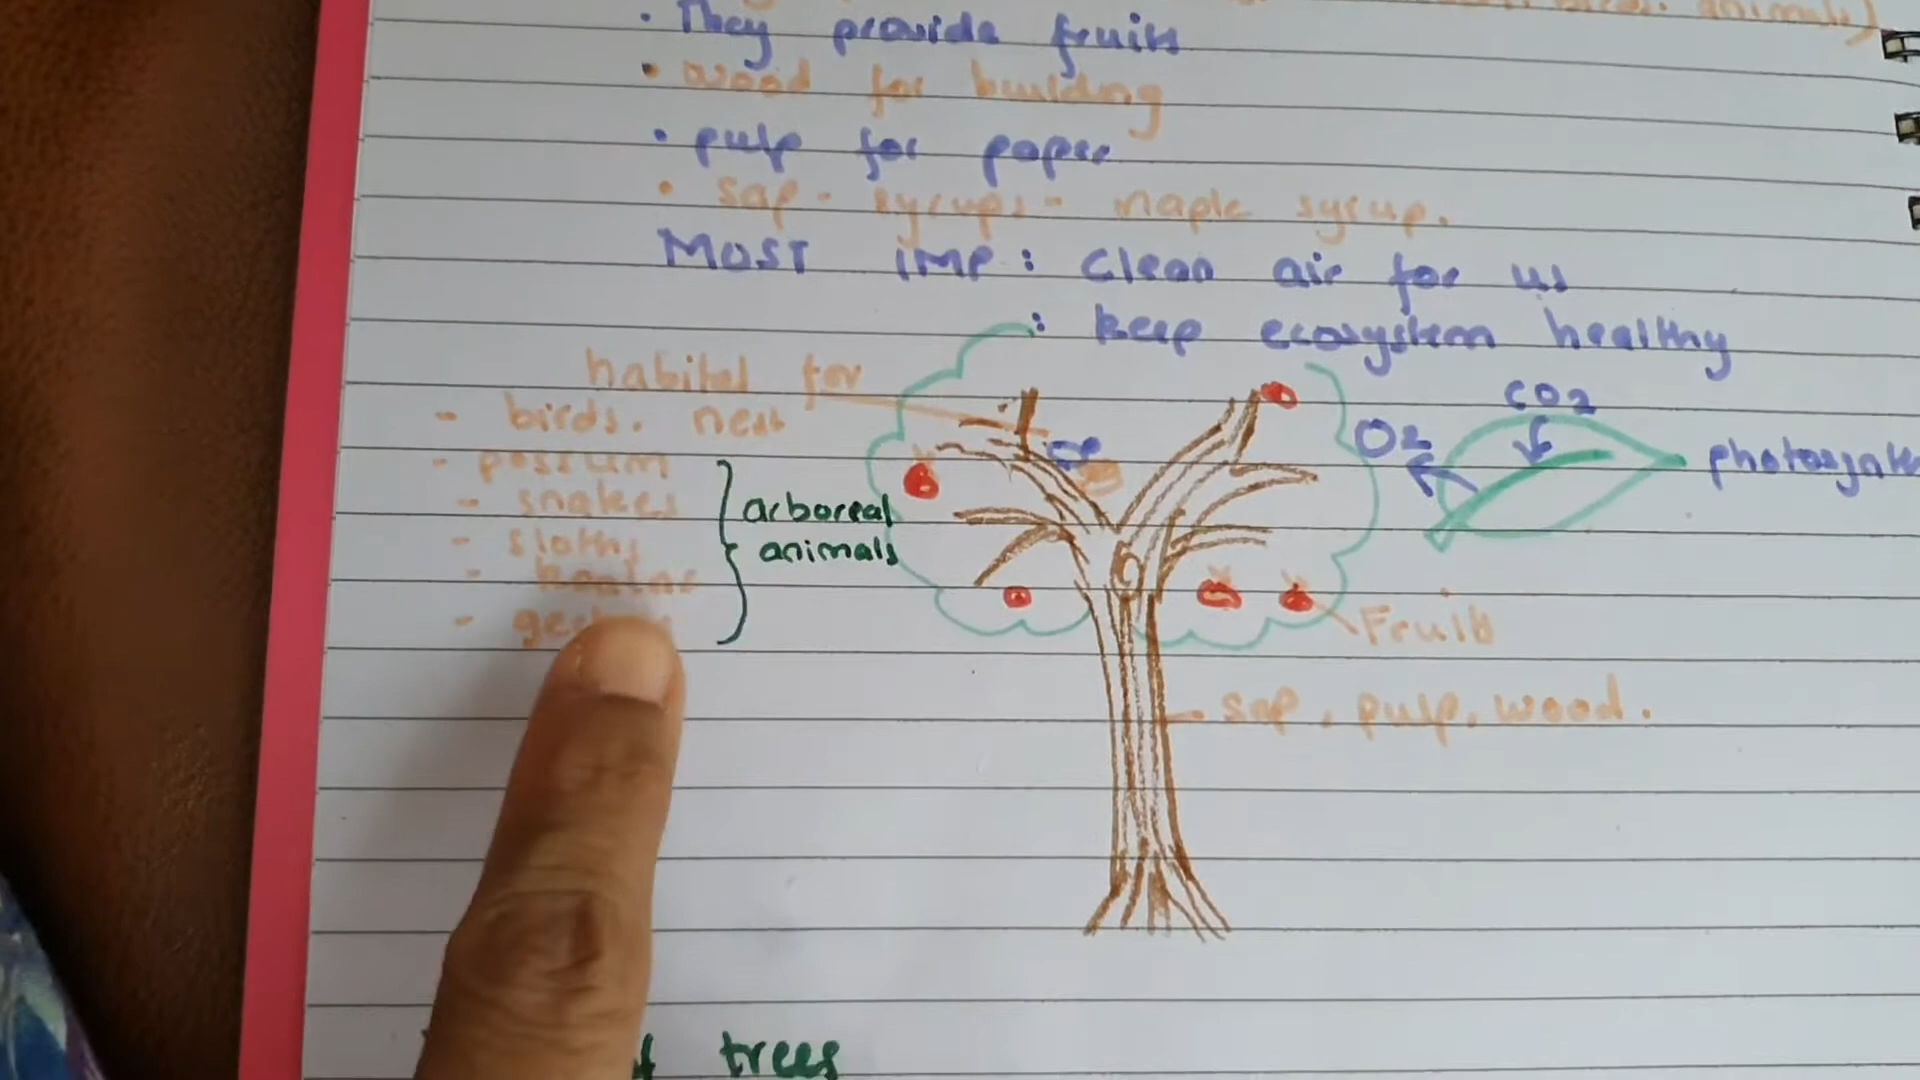 birds. animals)
• They provide fruits
• wood for building
• pulp for paper
• sap - syrups - maple syrup.
MOST IMP: Clean air for us
: keep ecosystem healthy
habitat for
- birds. nest
- possum
- snakes
- sloths
-
-
arboreal
animals
CO2
O2
Fruits
sap, pulp, wood.
trees